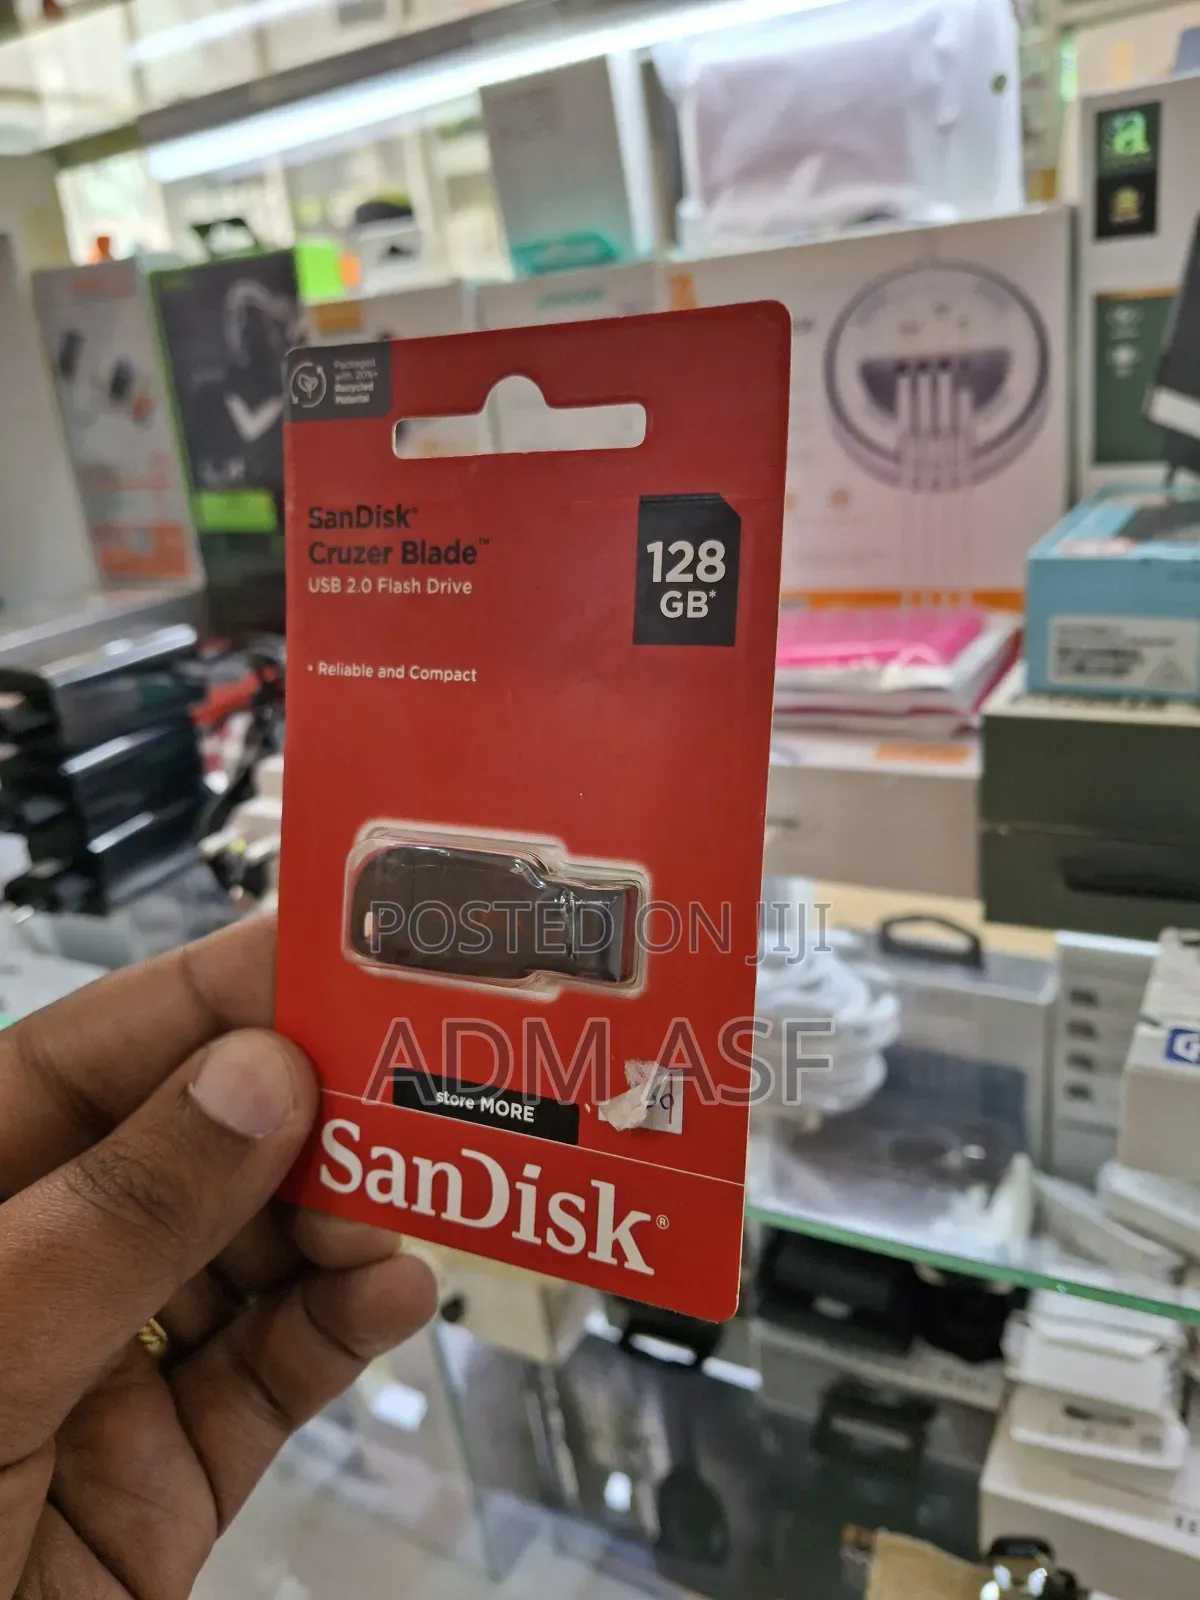 Packaged
with 20%+
Recycled
Material
SanDisk®
Cruzer Blade™
USB 2.0 Flash Drive
128
GB*
• Reliable and Compact
POSTED ON JIJI
ADM ASF
store MORE
SanDisk®